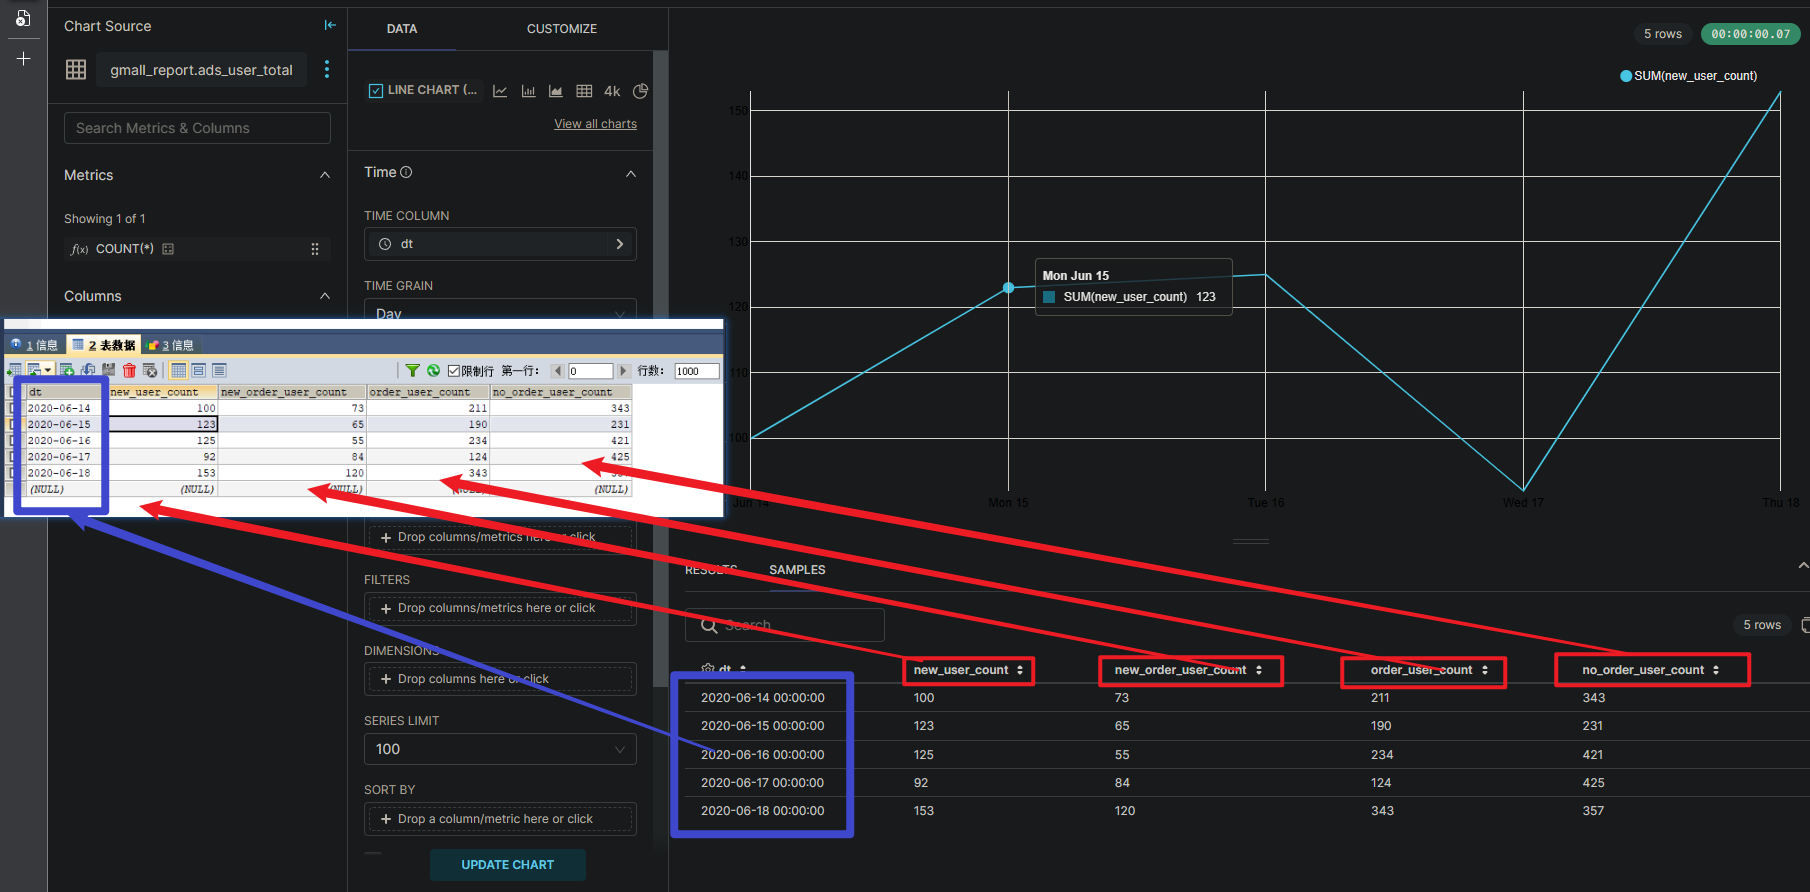 Chart Source
gmall_report.ads_user_total
Search Metrics & Columns
Metrics
Showing 1 of 1
f(x) COUNT(*)
Columns
DATA
CUSTOMIZE
LINE CHART (...
4k
View all charts
Time
TIME COLUMN
dt
TIME GRAIN
Day
1 信息 2 表数据 3 信息
限制行 第一行: 0 行数: 1000
dt new_user_count new_order_user_count order_user_count no_order_user_count
2020-06-14 100 73 211 343
2020-06-15 123 65 190 231
2020-06-16 125 55 234 421
2020-06-17 92 84 124 425
2020-06-18 153 120 343
(NULL) (NULL) (NULL) (NULL)
Drop columns/metrics here or click
FILTERS
Drop columns/metrics here or click
DIMENSIONS
Drop columns here or click
SERIES LIMIT
100
SORT BY
Drop a column/metric here or click
UPDATE CHART
5 rows
00:00:00.07
SUM(new_user_count)
150
140
130
120
110
100
Mon Jun 15
SUM(new_user_count) 123
Jun 14
Mon 15
Tue 16
Wed 17
Thu 18
RESULTS
SAMPLES
Search
5 rows
dt new_user_count new_order_user_count order_user_count no_order_user_count
2020-06-14 00:00:00 100 73 211 343
2020-06-15 00:00:00 123 65 190 231
2020-06-16 00:00:00 125 55 234 421
2020-06-17 00:00:00 92 84 124 425
2020-06-18 00:00:00 153 120 343 357